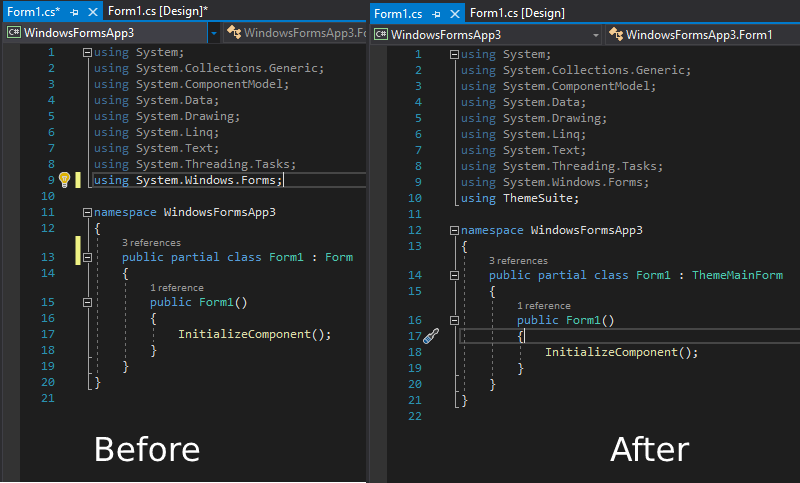 Form1.cs* Form1.cs [Design]*
C# WindowsFormsApp3 WindowsFormsApp3.Fo
1 using System;
2 using System.Collections.Generic;
3 using System.ComponentModel;
4 using System.Data;
5 using System.Drawing;
6 using System.Linq;
7 using System.Text;
8 using System.Threading.Tasks;
9 using System.Windows.Forms;
10
11 namespace WindowsFormsApp3
12 {
3 references
13 public partial class Form1 : Form
14 {
1 reference
15 public Form1()
16 {
17 InitializeComponent();
18 }
19 }
20 }
21
Before
Form1.cs Form1.cs [Design]
C# WindowsFormsApp3 WindowsFormsApp3.Form1
1 using System;
2 using System.Collections.Generic;
3 using System.ComponentModel;
4 using System.Data;
5 using System.Drawing;
6 using System.Linq;
7 using System.Text;
8 using System.Threading.Tasks;
9 using System.Windows.Forms;
10 using ThemeSuite;
11
12 namespace WindowsFormsApp3
13 {
3 references
14 public partial class Form1 : ThemeMainForm
15 {
1 reference
16 public Form1()
17 {
18 InitializeComponent();
19 }
20 }
21 }
22
After